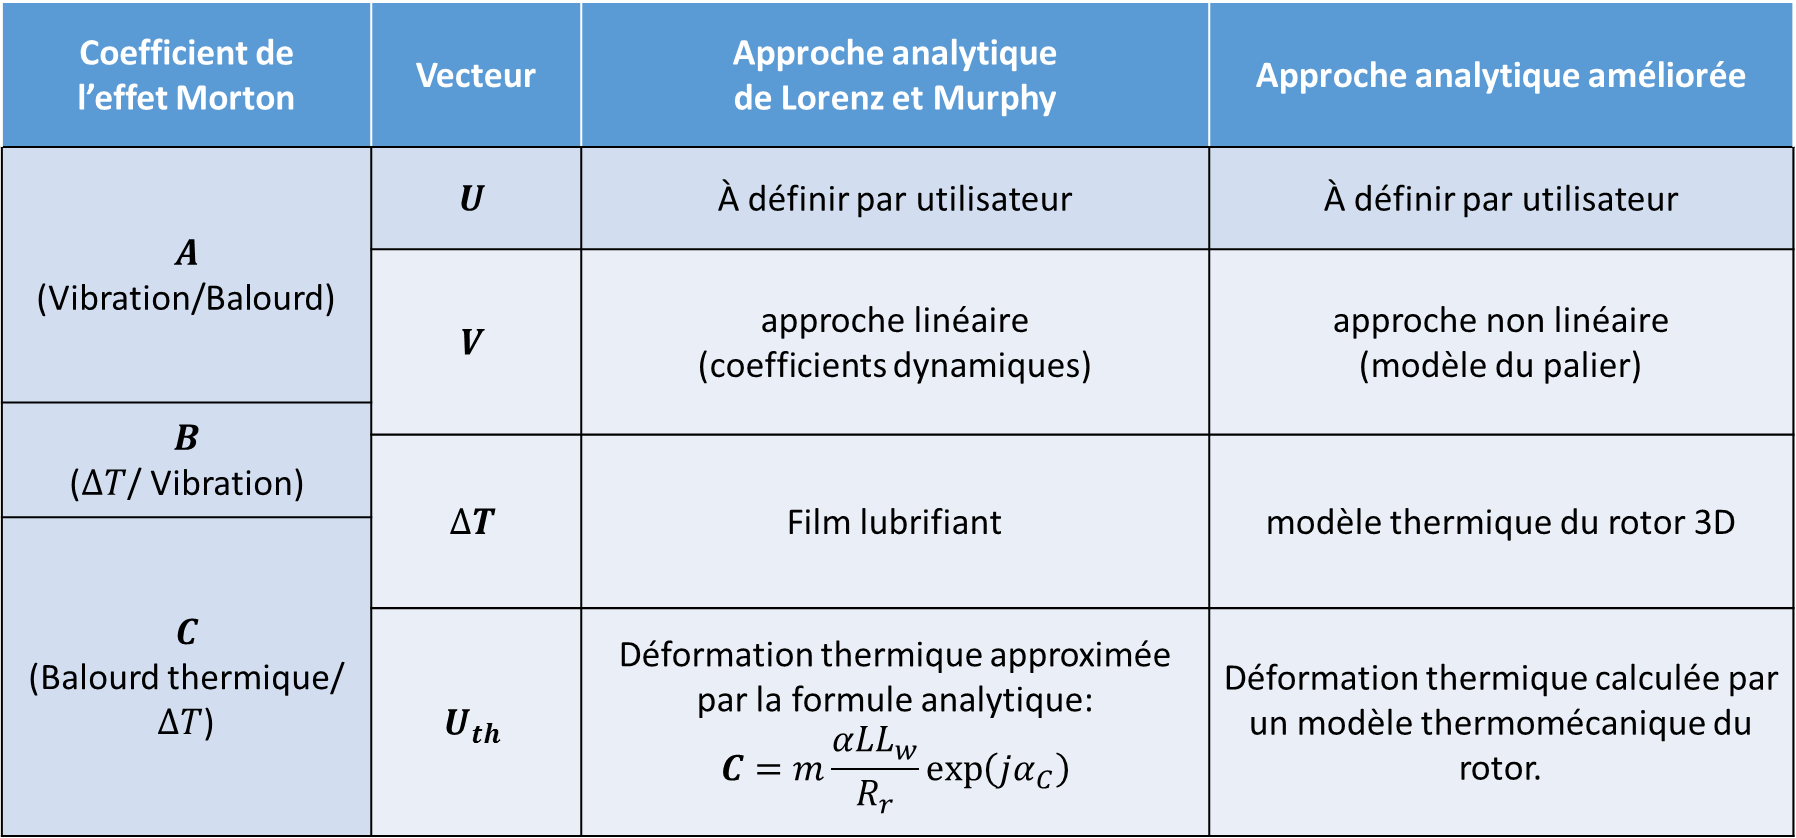 Coefficient de
l'effet Morton
Vecteur
Approche analytique
de Lorenz et Murphy
Approche analytique améliorée
A
(Vibration/Balourd)
U
À définir par utilisateur
À définir par utilisateur
V
approche linéaire
(coefficients dynamiques)
approche non linéaire
(modèle du palier)
B
(ΔT/ Vibration)
ΔT
Film lubrifiant
modèle thermique du rotor 3D
C
(Balourd thermique/
ΔT)
U_th
Déformation thermique approximée
par la formule analytique:
C = m αLL_w / R_r exp(jα_C)
Déformation thermique calculée par
un modèle thermomécanique du
rotor.